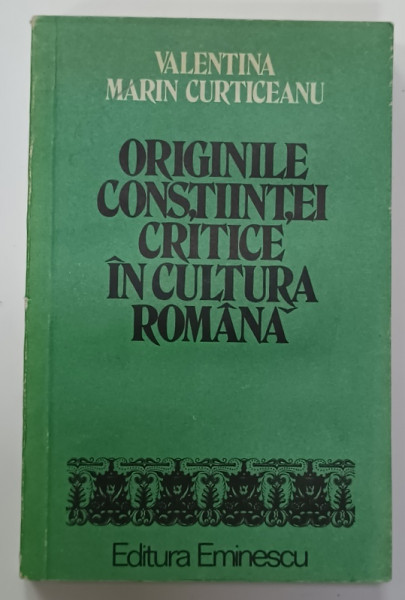 VALENTINA
MARIN CURTICEANU
ORIGINILE
CONȘTIINȚEI
CRITICE
ÎN CULTURA
ROMÂNĂ
Editura Eminescu